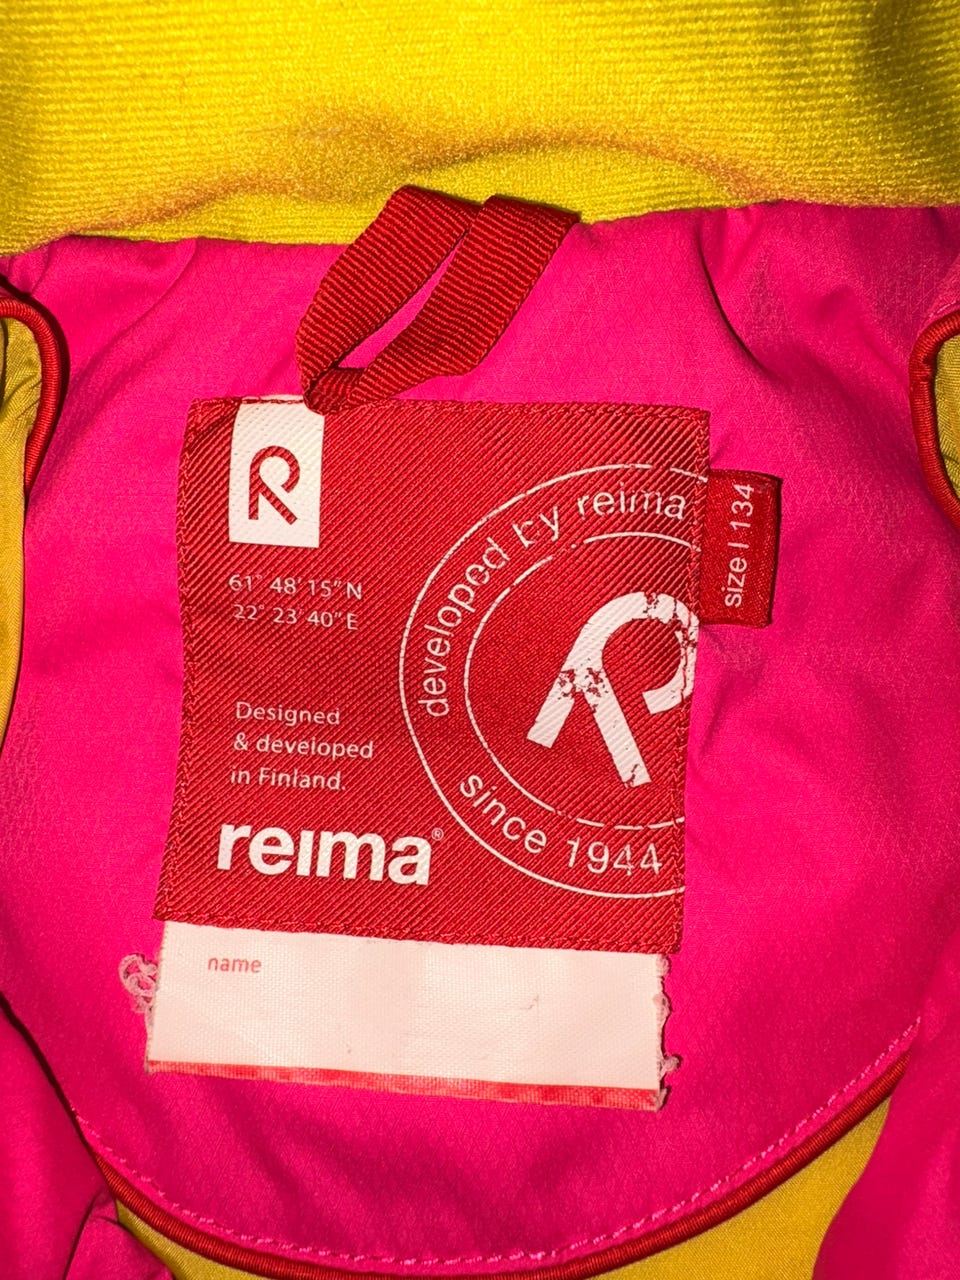 developed by reima
size | 134
61° 48' 15" N
22° 23' 40" E
Designed
& developed
in Finland.
since 1944
reima®
name